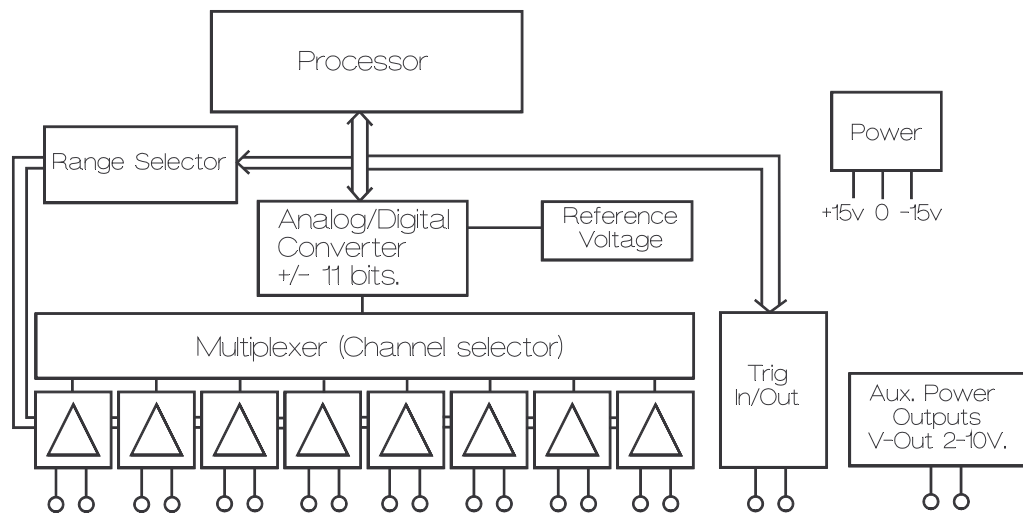 Processor
Range Selector
Power
+15v 0 -15v
Analog/Digital
Converter
+/- 11 bits.
Reference
Voltage
Multiplexer (Channel selector)
Trig
In/Out
Aux. Power
Outputs
V-Out 2-10V.